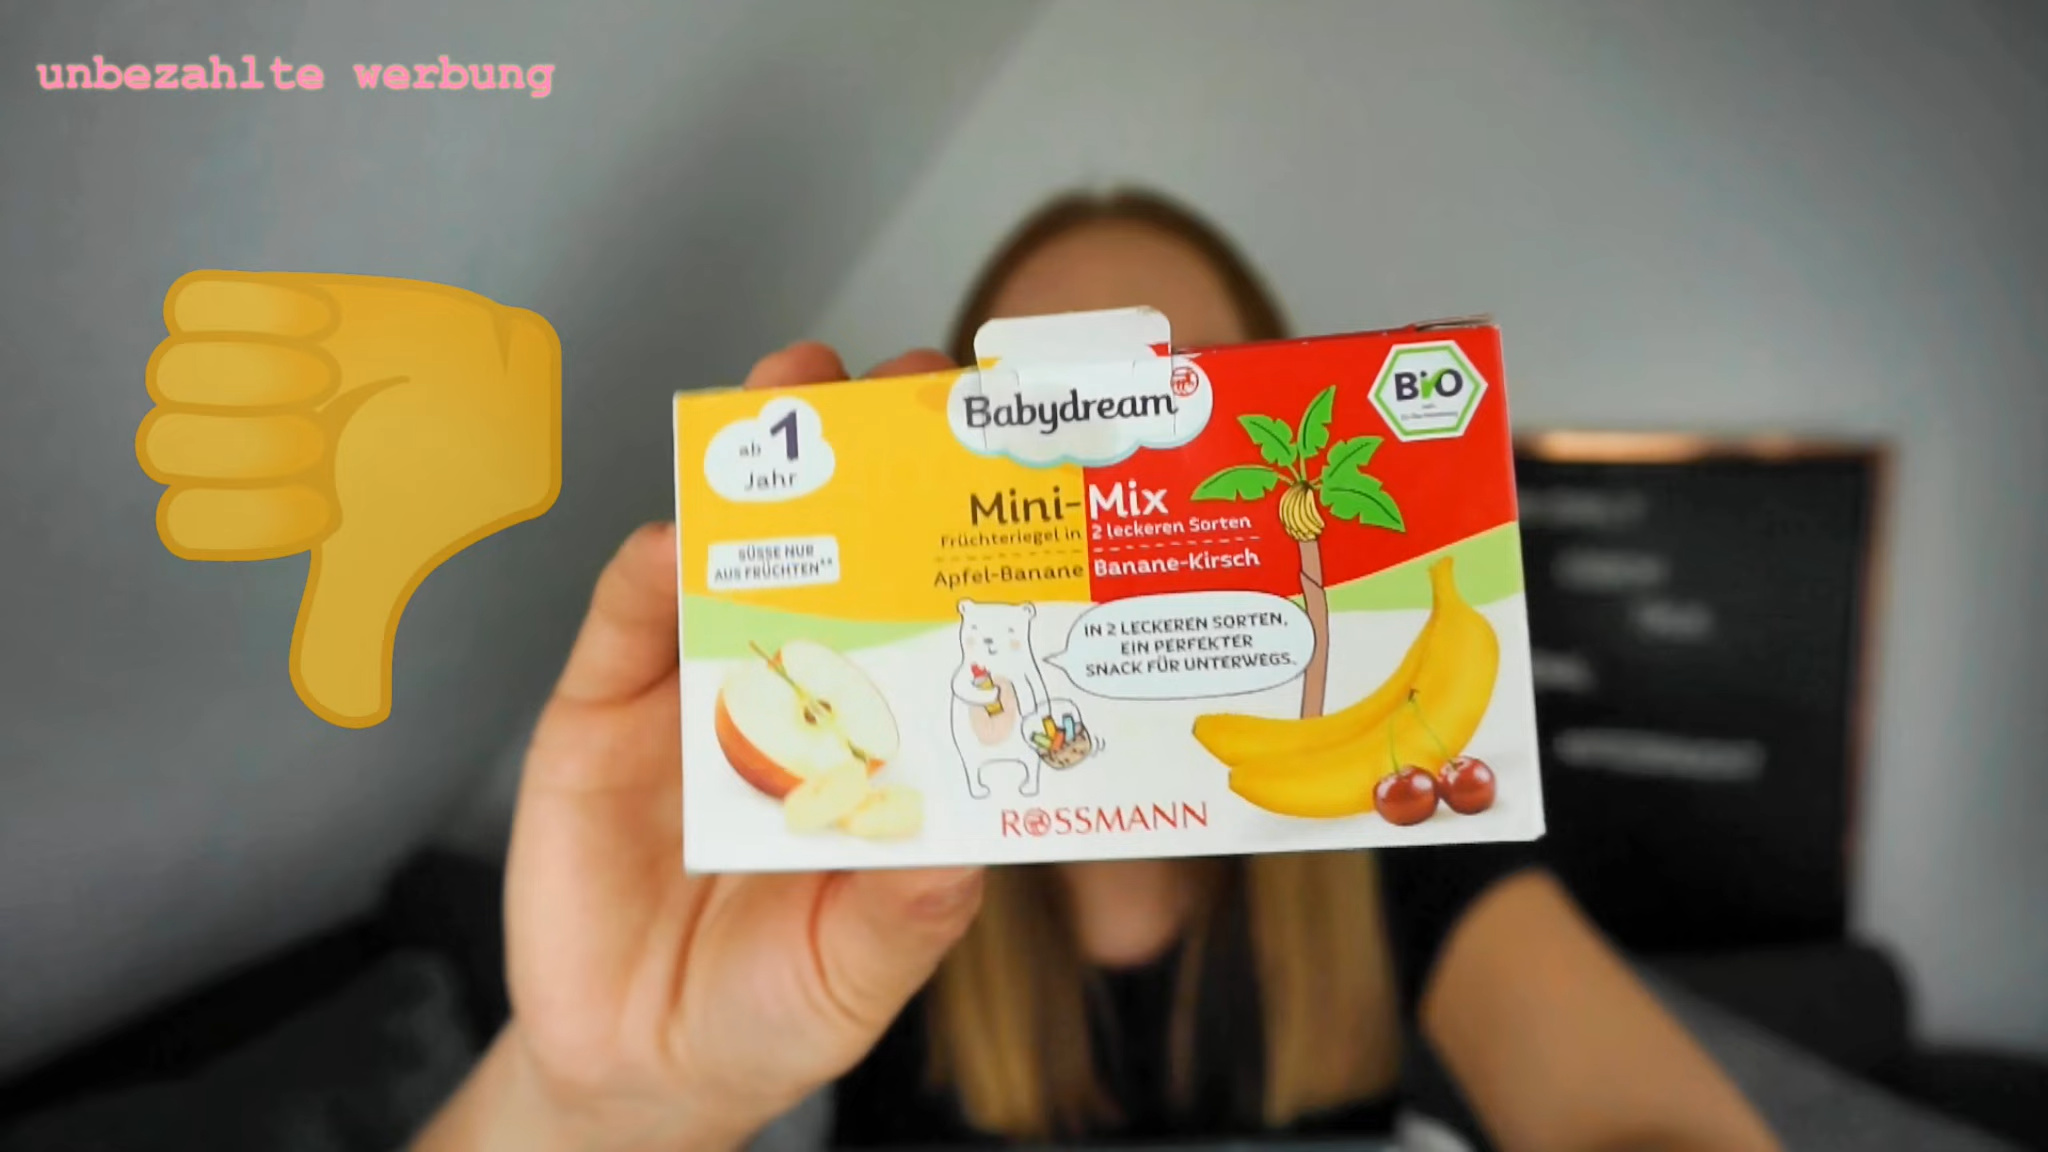 unbezahlte werbung
Babydream
BIO
ab 1
Jahr
Mini-Mix
Früchteriegel in 2 leckeren Sorten
Apfel-Banane Banane-Kirsch
SÜSSE NUR
AUS FRÜCHTEN**
IN 2 LECKEREN SORTEN,
EIN PERFEKTER
SNACK FÜR UNTERWEGS.
ROSSMANN